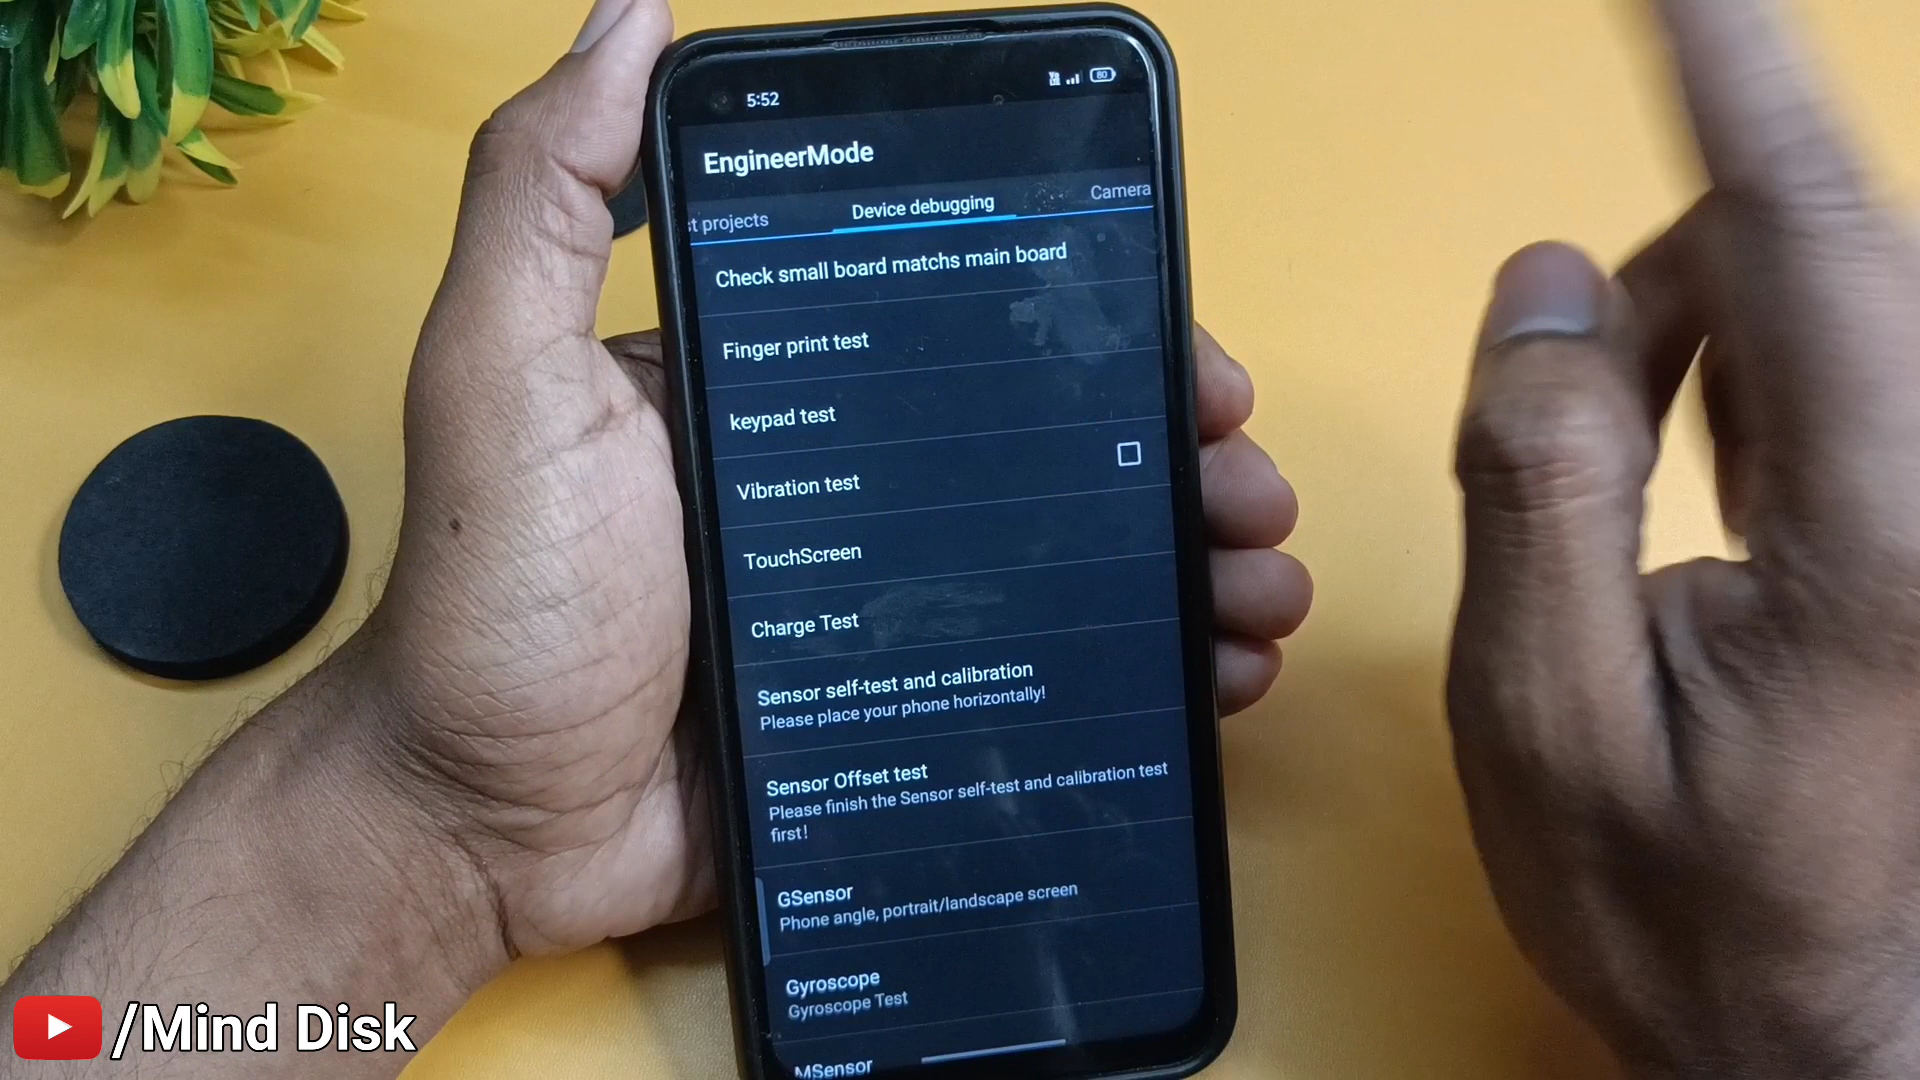 5:52
80
EngineerMode
st projects
Device debugging
Camera
Check small board matchs main board
Finger print test
keypad test
Vibration test
TouchScreen
Charge Test
Sensor self-test and calibration
Please place your phone horizontally!
Sensor Offset test
Please finish the Sensor self-test and calibration test
first!
GSensor
Phone angle, portrait/landscape screen
Gyroscope
Gyroscope Test
MSensor
/Mind Disk